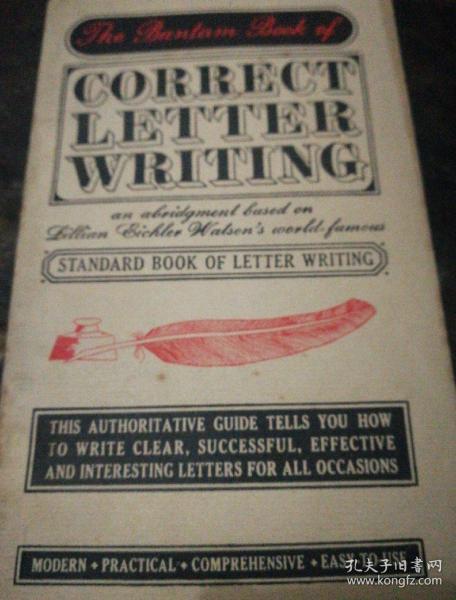 The Bantam Book of
CORRECT
LETTER
WRITING
an abridgment based on
Lillian Eichler Watson's world-famous
STANDARD BOOK OF LETTER WRITING
THIS AUTHORITATIVE GUIDE TELLS YOU HOW
TO WRITE CLEAR, SUCCESSFUL, EFFECTIVE
AND INTERESTING LETTERS FOR ALL OCCASIONS
MODERN • PRACTICAL • COMPREHENSIVE • EASY TO USE
孔夫子旧书网
www.kongfz.com